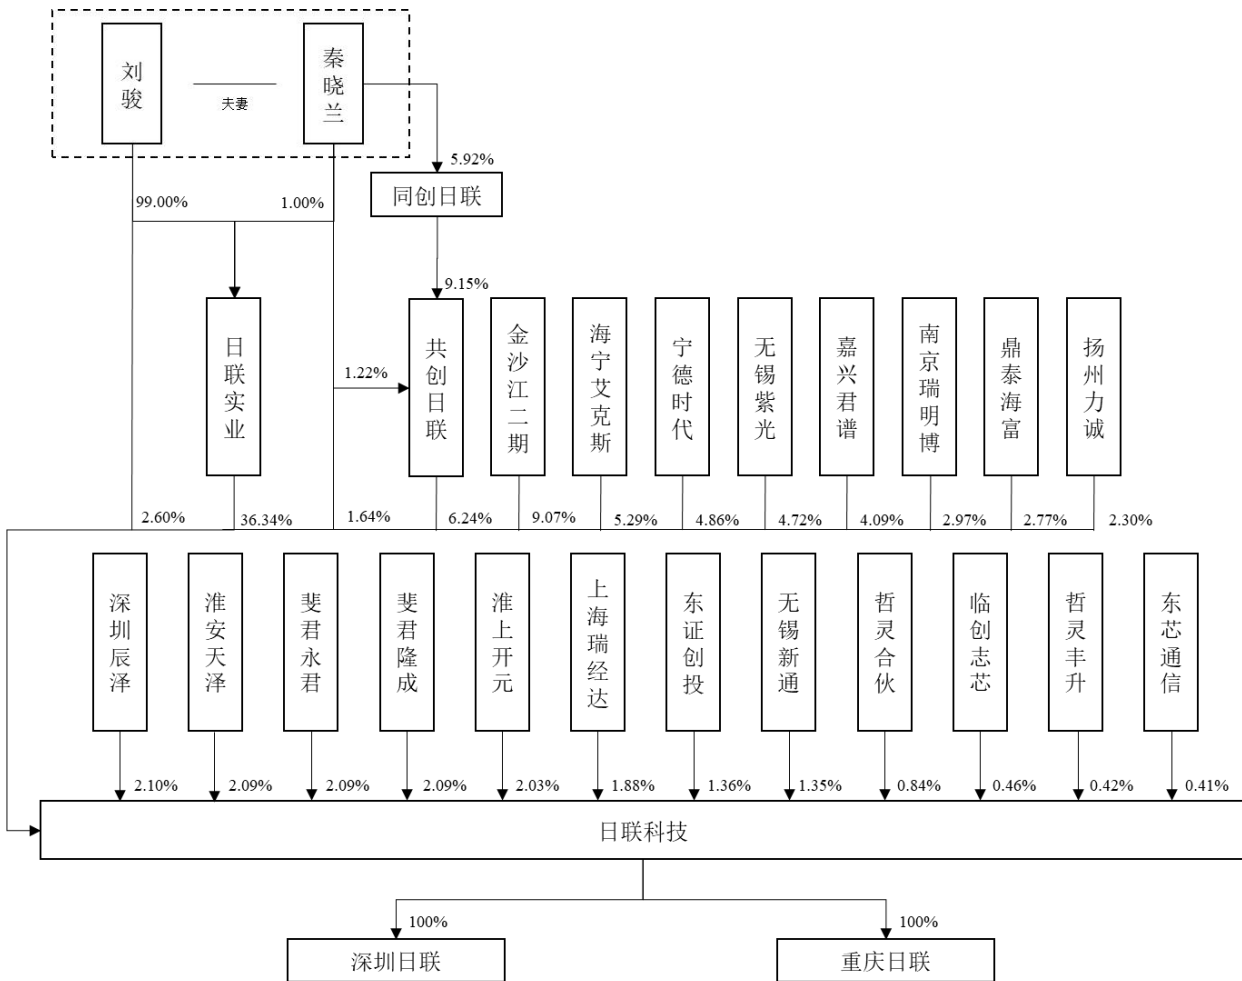 刘骏
夫妻
秦晓兰
5.92%
同创日联
99.00%
1.00%
9.15%
日联实业
1.22%
共创日联
金沙江二期
海宁艾克斯
宁德时代
无锡紫光
嘉兴君谱
南京瑞明博
鼎泰海富
扬州力诚
2.60%
36.34%
1.64%
6.24%
9.07%
5.29%
4.86%
4.72%
4.09%
2.97%
2.77%
2.30%
深圳辰泽
淮安天泽
斐君永君
斐君隆成
淮上开元
上海瑞经达
东证创投
无锡新通
哲灵合伙
临创志芯
哲灵丰升
东芯通信
2.10%
2.09%
2.09%
2.09%
2.03%
1.88%
1.36%
1.35%
0.84%
0.46%
0.42%
0.41%
日联科技
100%
100%
深圳日联
重庆日联